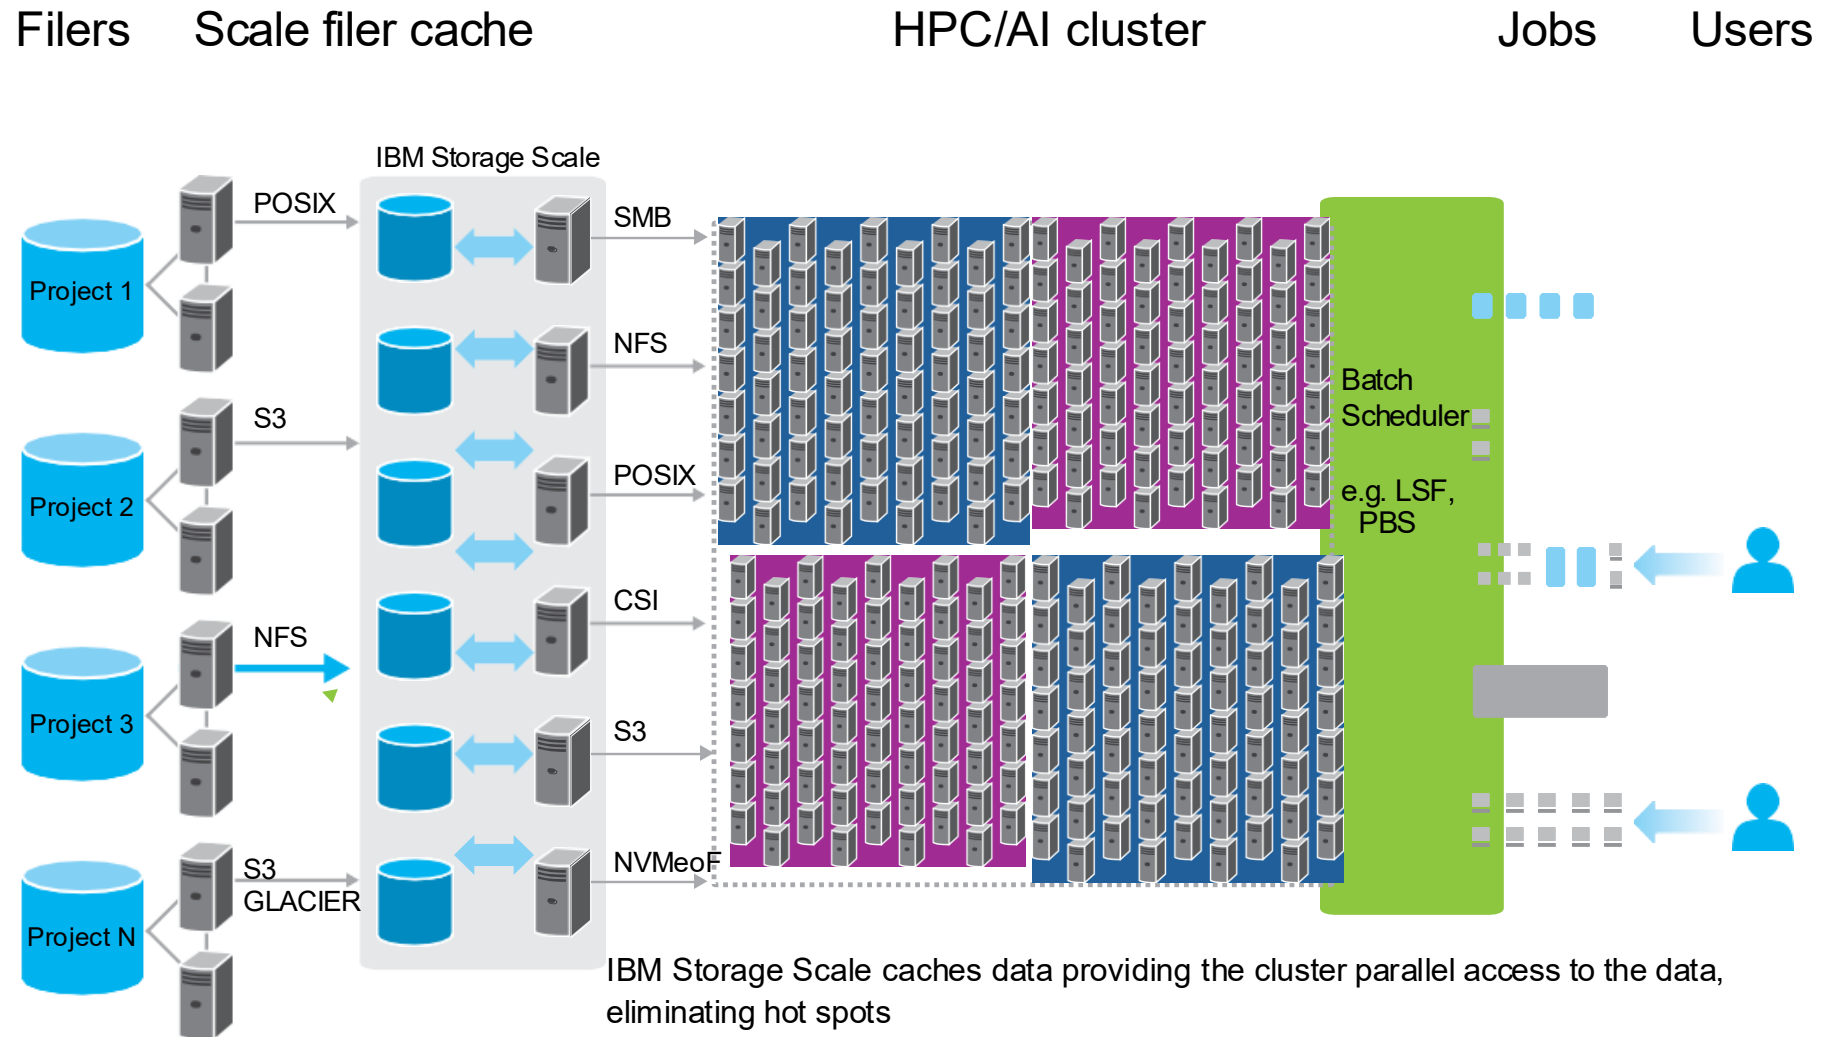 Filers
Scale filer cache
HPC/AI cluster
Jobs
Users
IBM Storage Scale
Project 1
POSIX
Project 2
S3
Project 3
NFS
Project N
S3
GLACIER
SMB
NFS
POSIX
CSI
S3
NVMeoF
Batch
Scheduler
e.g. LSF,
PBS
IBM Storage Scale caches data providing the cluster parallel access to the data,
eliminating hot spots